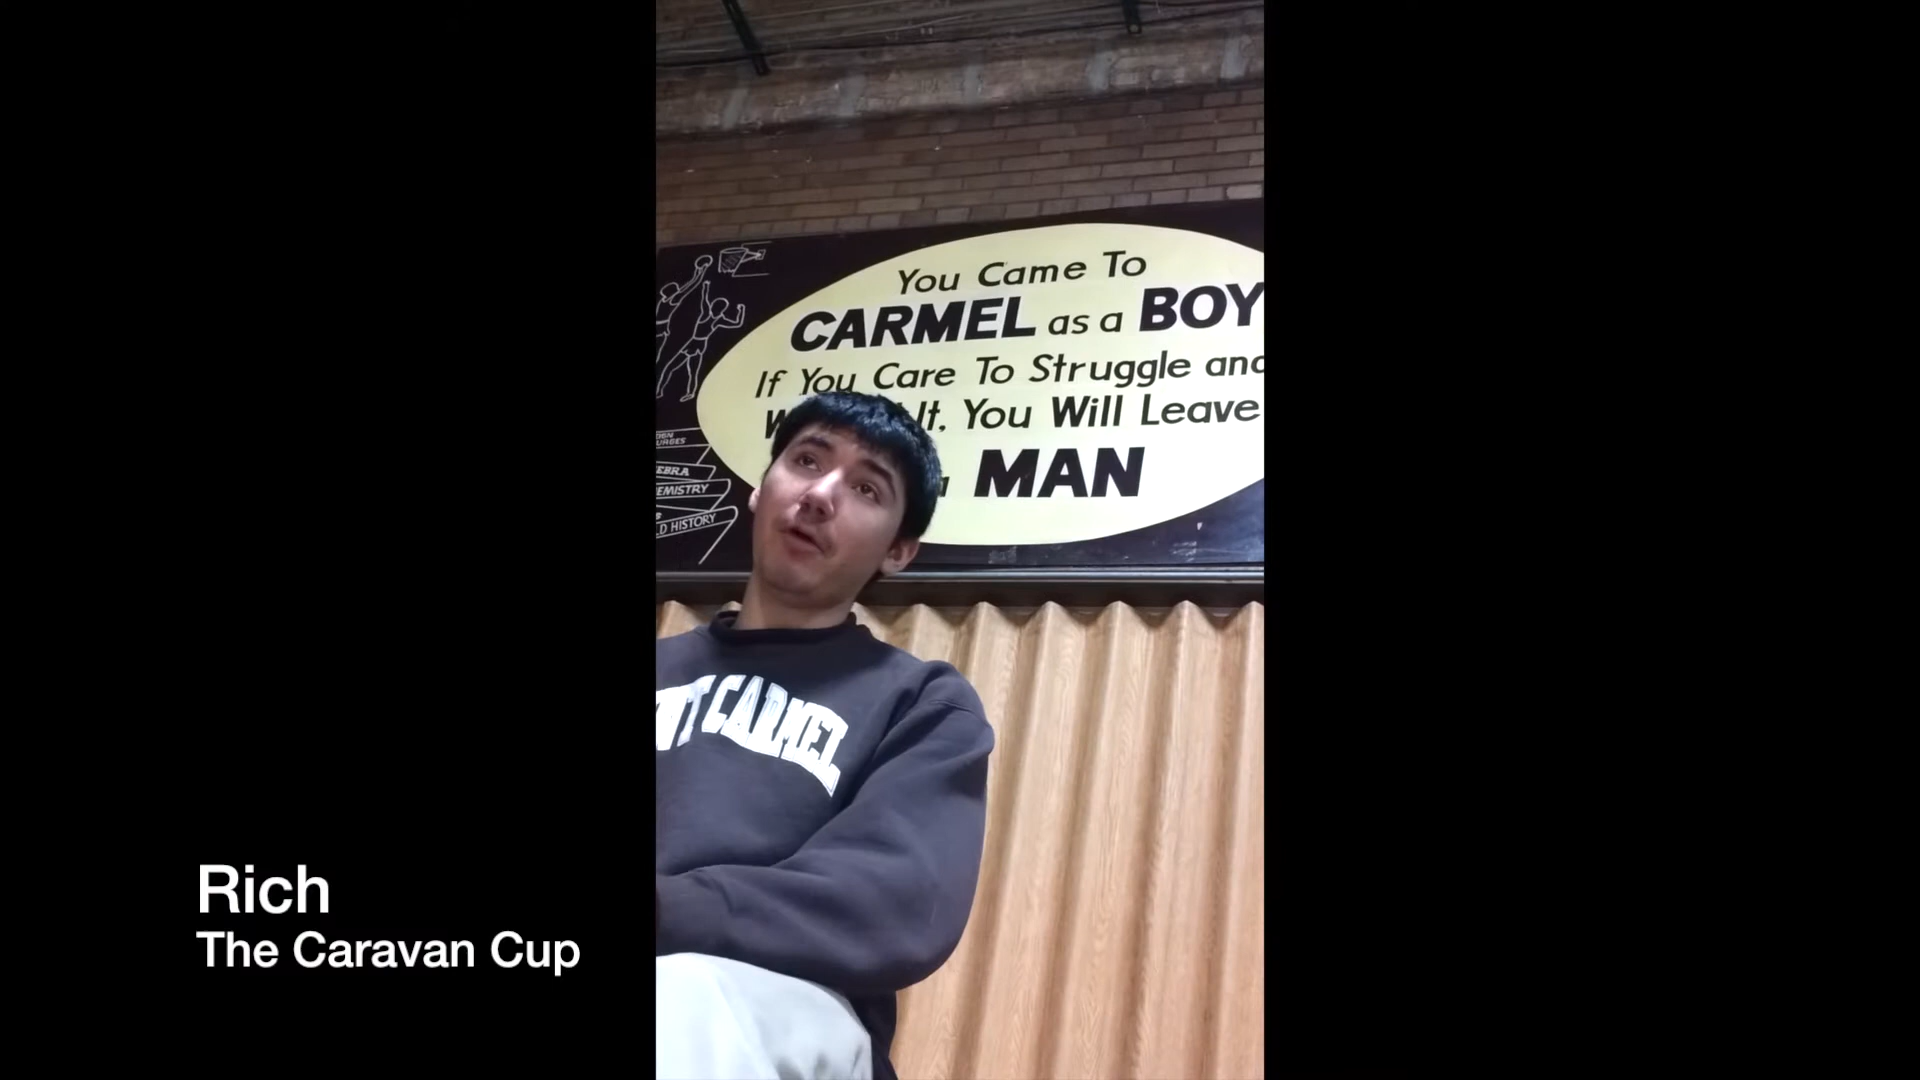 You Came To
CARMEL as a BOY
If You Care To Struggle and
It, You Will Leave
MAN
EBRA
EMISTRY
D HISTORY
NT CARMEL
Rich
The Caravan Cup